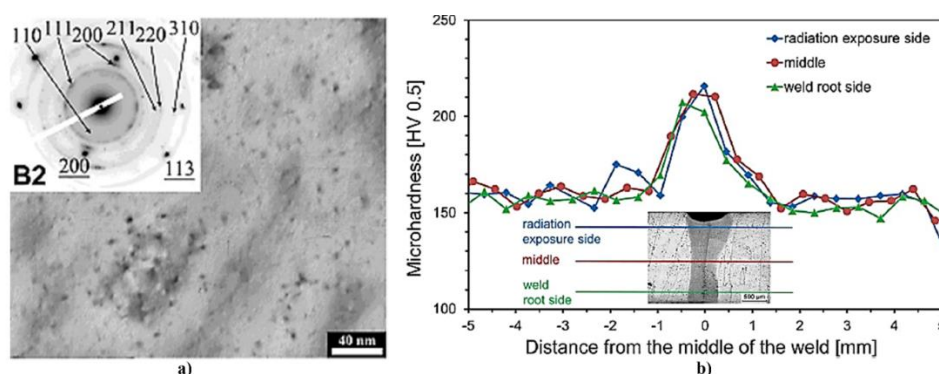 110 111 200 211 220 310
B2
200
113
40 nm
a)
radiation exposure side
middle
weld root side
Microhardness [HV 0.5]
250
200
150
100
radiation
exposure side
middle
weld
root side
500 µm
-5 -4 -3 -2 -1 0 1 2 3 4 5
Distance from the middle of the weld [mm]
b)